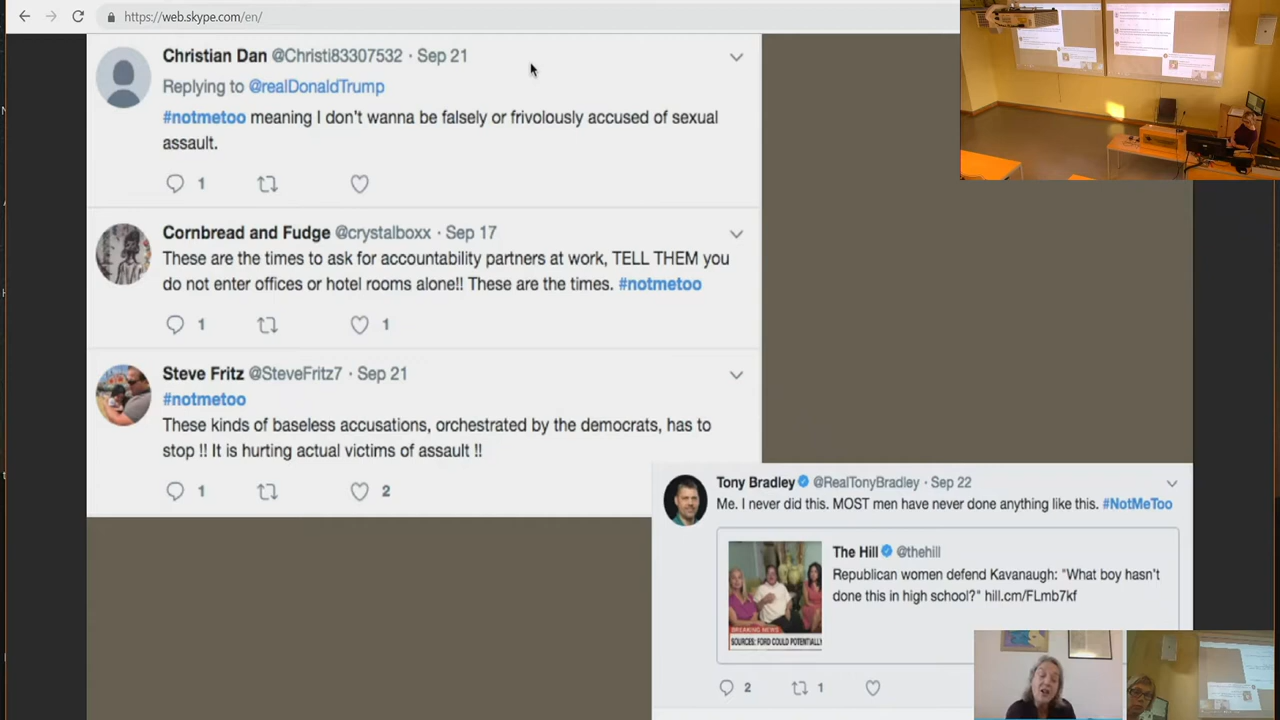 https://web.skype.com/en/
Christian Dan @Christi83307532 · Sep 21
Replying to @realDonaldTrump
#notmetoo meaning I don't wanna be falsely or frivolously accused of sexual
assault.
1
Cornbread and Fudge @crystalboxx · Sep 17
These are the times to ask for accountability partners at work, TELL THEM you
do not enter offices or hotel rooms alone!! These are the times. #notmetoo
1 1
Steve Fritz @SteveFritz7 · Sep 21
#notmetoo
These kinds of baseless accusations, orchestrated by the democrats, has to
stop !! It is hurting actual victims of assault !!
1 2
Tony Bradley @RealTonyBradley · Sep 22
Me. I never did this. MOST men have never done anything like this. #NotMeToo
The Hill @thehill
Republican women defend Kavanaugh: "What boy hasn't
done this in high school?" hill.cm/FLmb7kf
BREAKING NEWS
SOURCES: FORD COULD POTENTIALLY
2 1